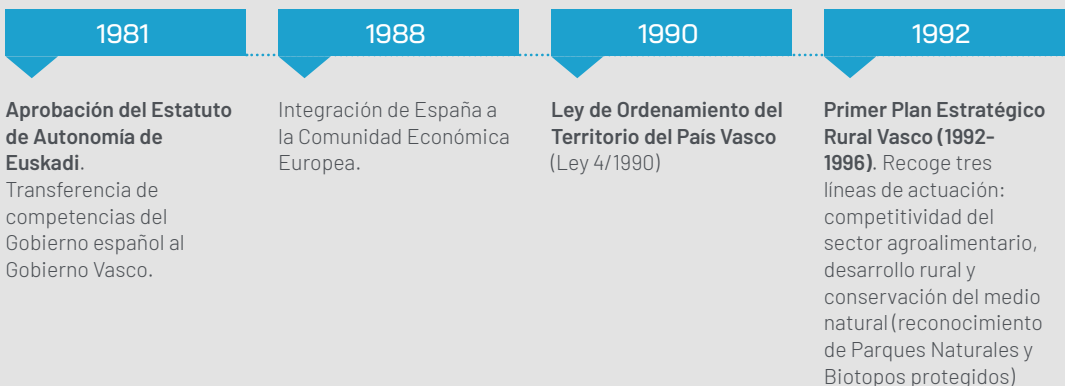 1981
Aprobación del Estatuto
de Autonomía de
Euskadi.
Transferencia de
competencias del
Gobierno español al
Gobierno Vasco.
1988
Integración de España a
la Comunidad Económica
Europea.
1990
Ley de Ordenamiento del
Territorio del País Vasco
(Ley 4/1990)
1992
Primer Plan Estratégico
Rural Vasco (1992-
1996). Recoge tres
líneas de actuación:
competitividad del
sector agroalimentario,
desarrollo rural y
conservación del medio
natural (reconocimiento
de Parques Naturales y
Biotopos protegidos)